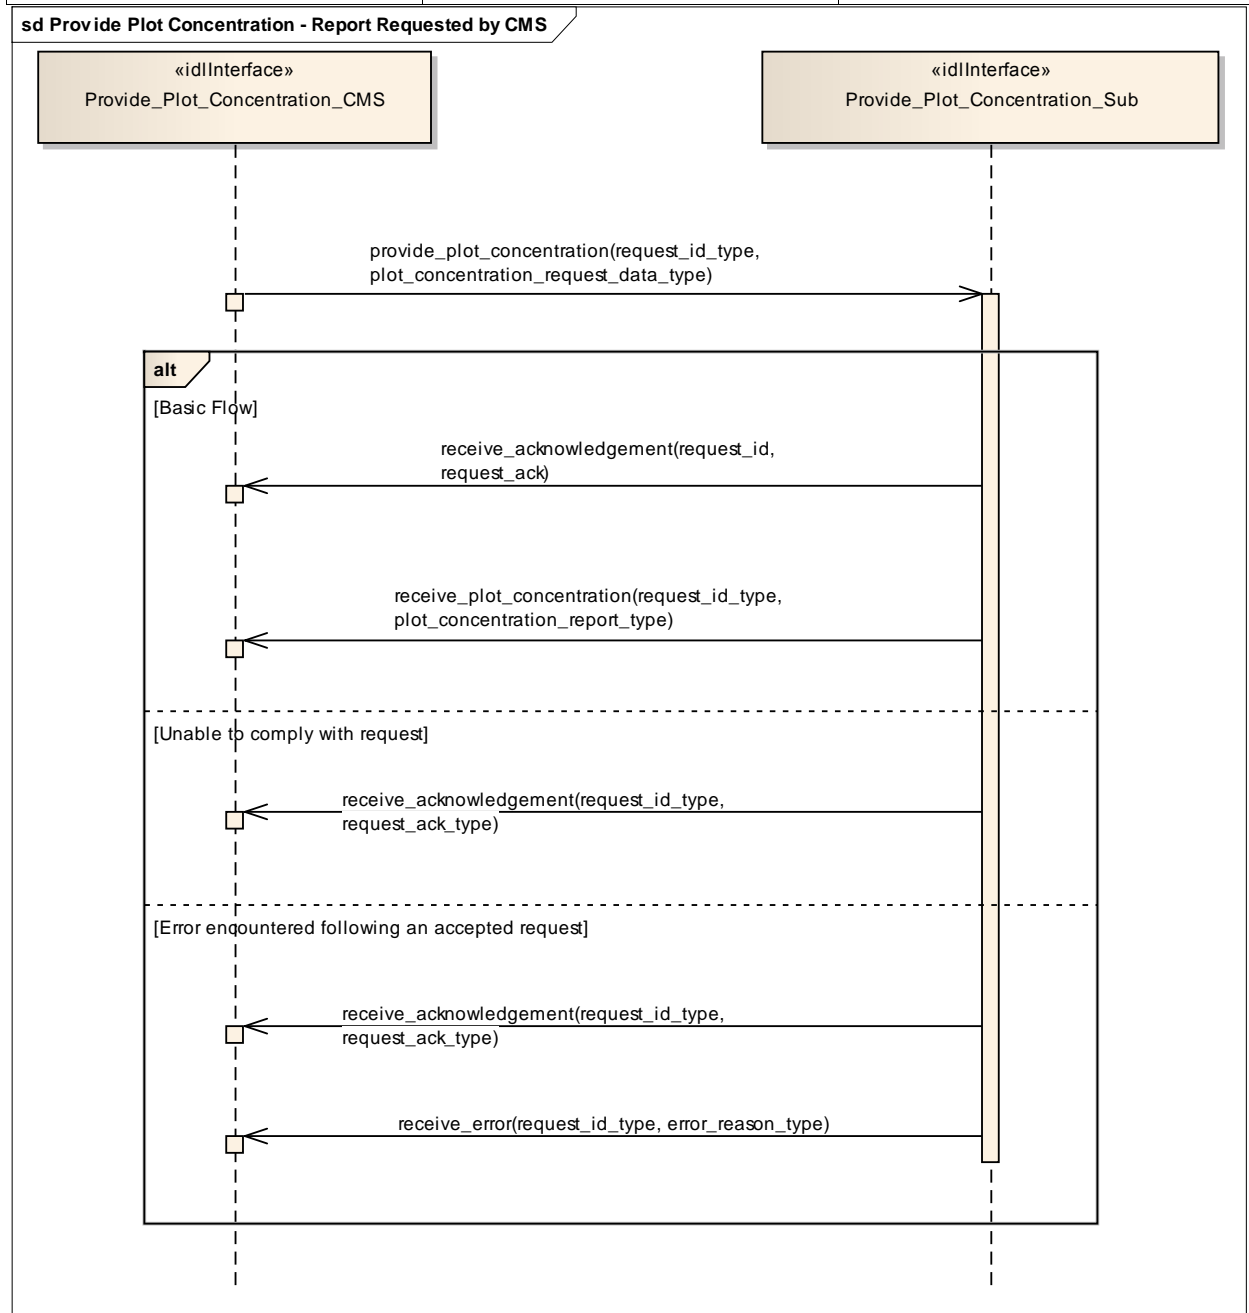 sd Provide Plot Concentration - Report Requested by CMS
«idlInterface»
Provide_Plot_Concentration_CMS
«idlInterface»
Provide_Plot_Concentration_Sub
provide_plot_concentration(request_id_type,
plot_concentration_request_data_type)
alt
[Basic Flow]
receive_acknowledgement(request_id,
request_ack)
receive_plot_concentration(request_id_type,
plot_concentration_report_type)
[Unable to comply with request]
receive_acknowledgement(request_id_type,
request_ack_type)
[Error encountered following an accepted request]
receive_acknowledgement(request_id_type,
request_ack_type)
receive_error(request_id_type, error_reason_type)